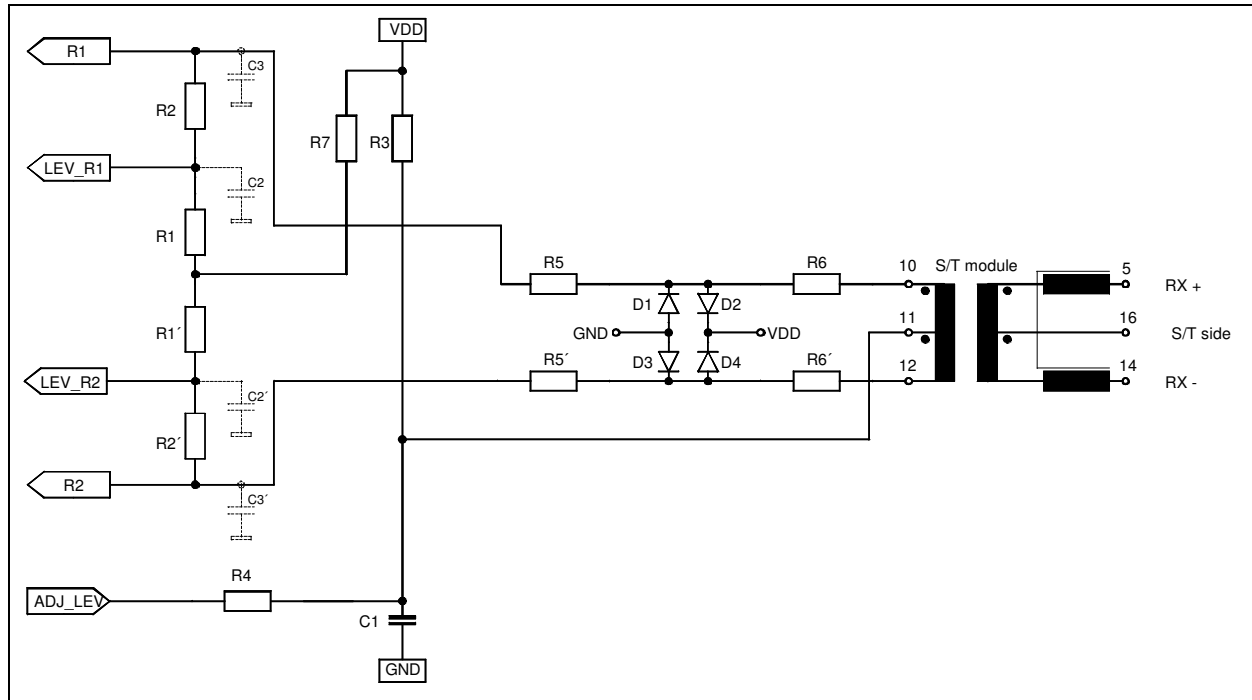 VDD
R1
C3
R2
R7
R3
LEV_R1
C2
R1
R5
R6
10
S/T module
5
RX +
D1
D2
GND
VDD
11
16
S/T side
R1´
D3
D4
LEV_R2
R5´
R6´
12
14
RX -
C2´
R2´
R2
C3´
R4
ADJ_LEV
C1
GND